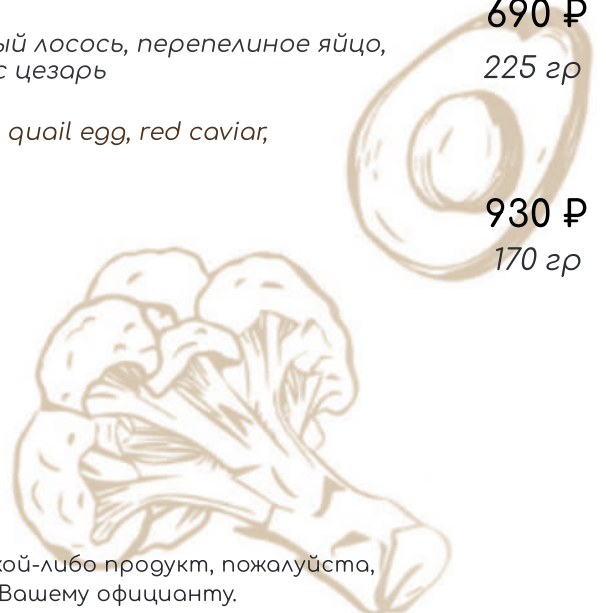 690 ₽
ый лосось, перепелиное яйцо,
225 гр
с цезарь
quail egg, red caviar,
930 ₽
170 гр
кой-либо продукт, пожалуйста,
Вашему официанту.